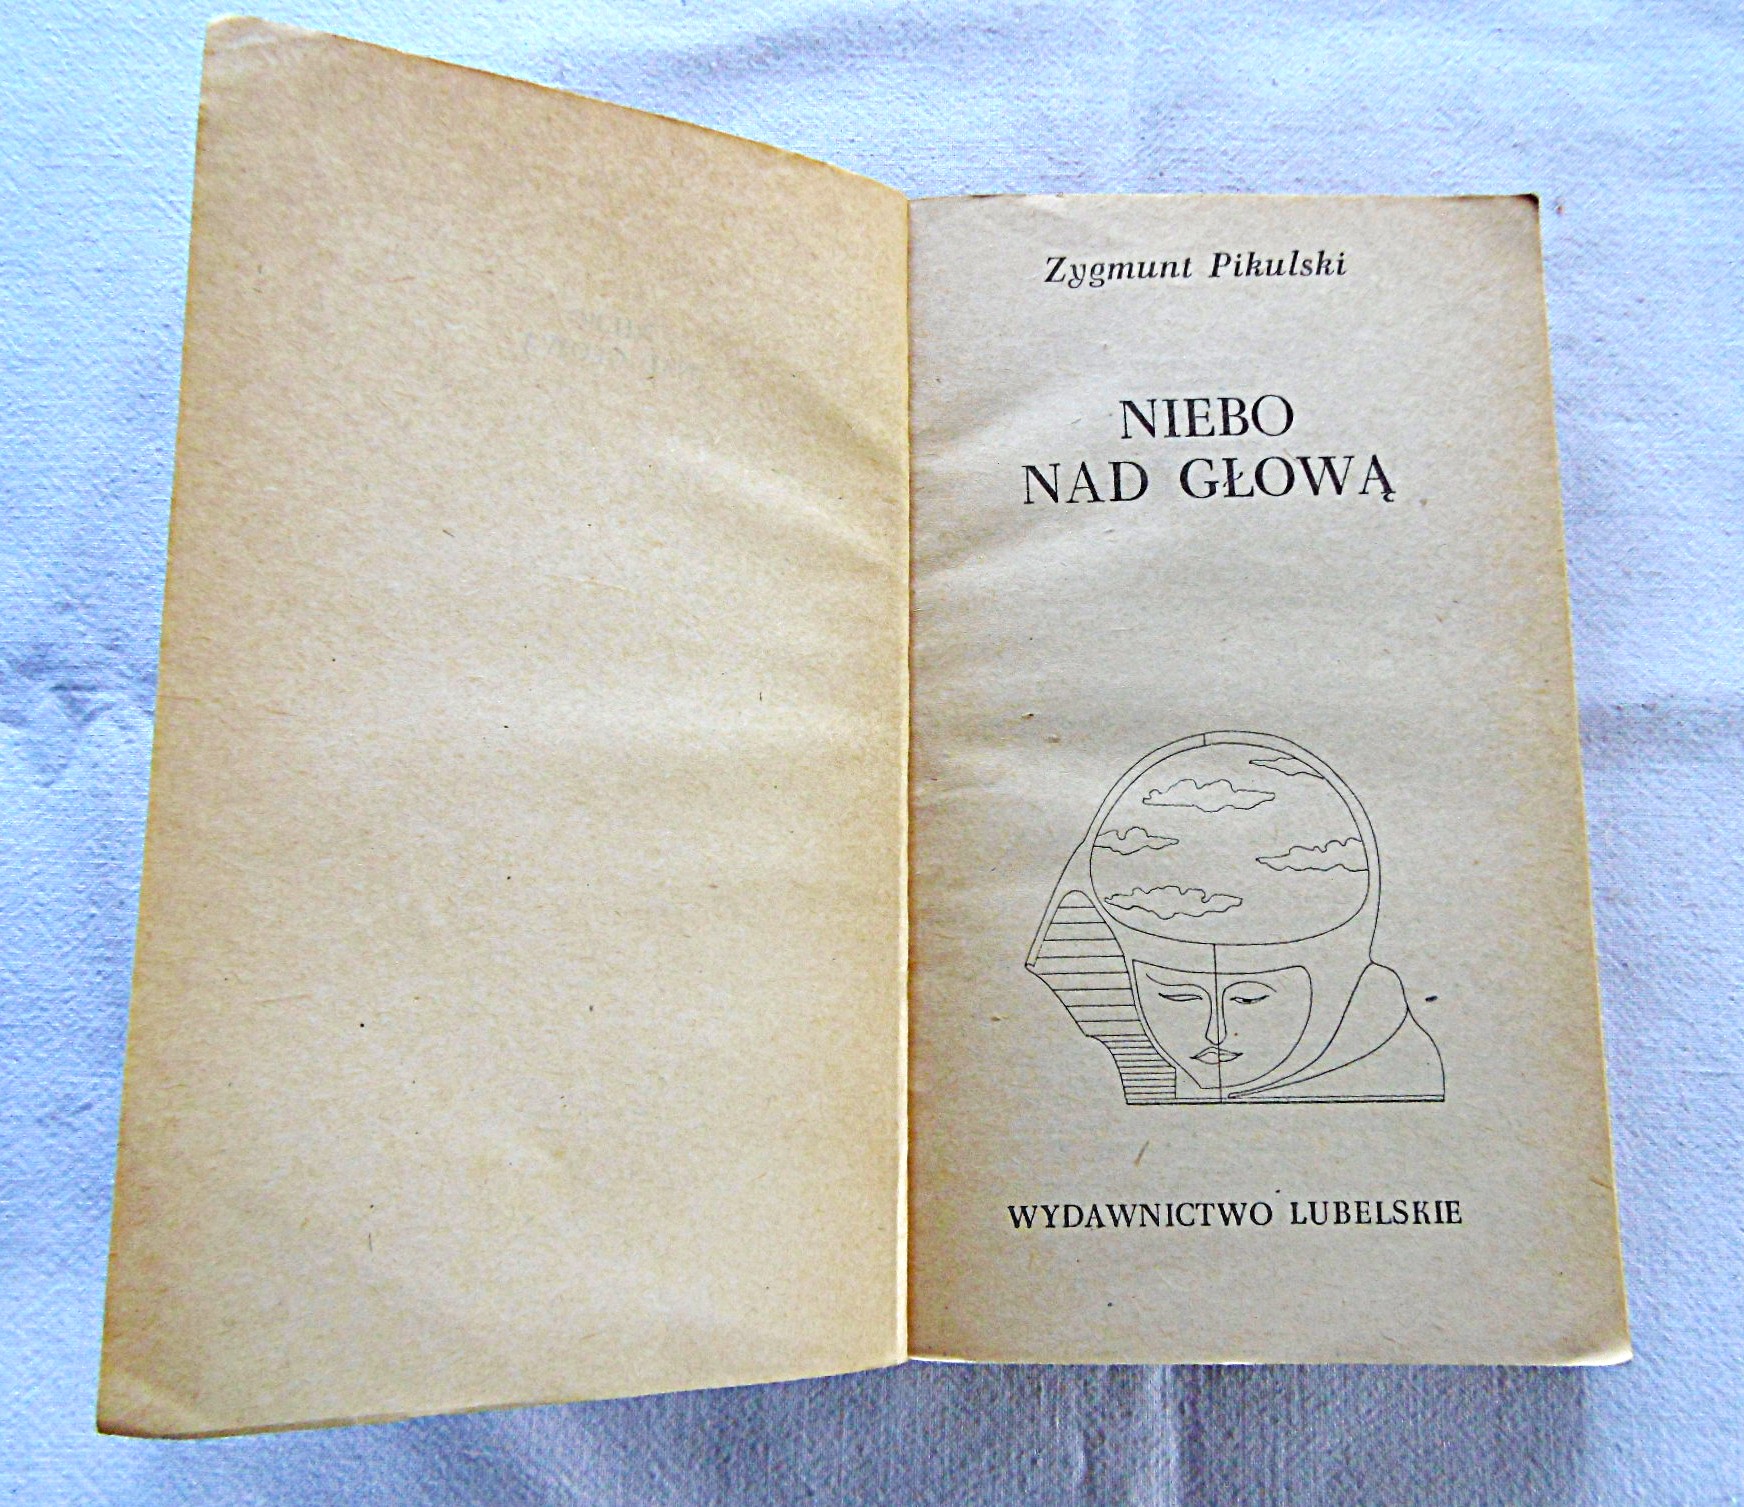 Zygmunt Pikulski
NIEBO
NAD GŁOWĄ
WYDAWNICTWO LUBELSKIE